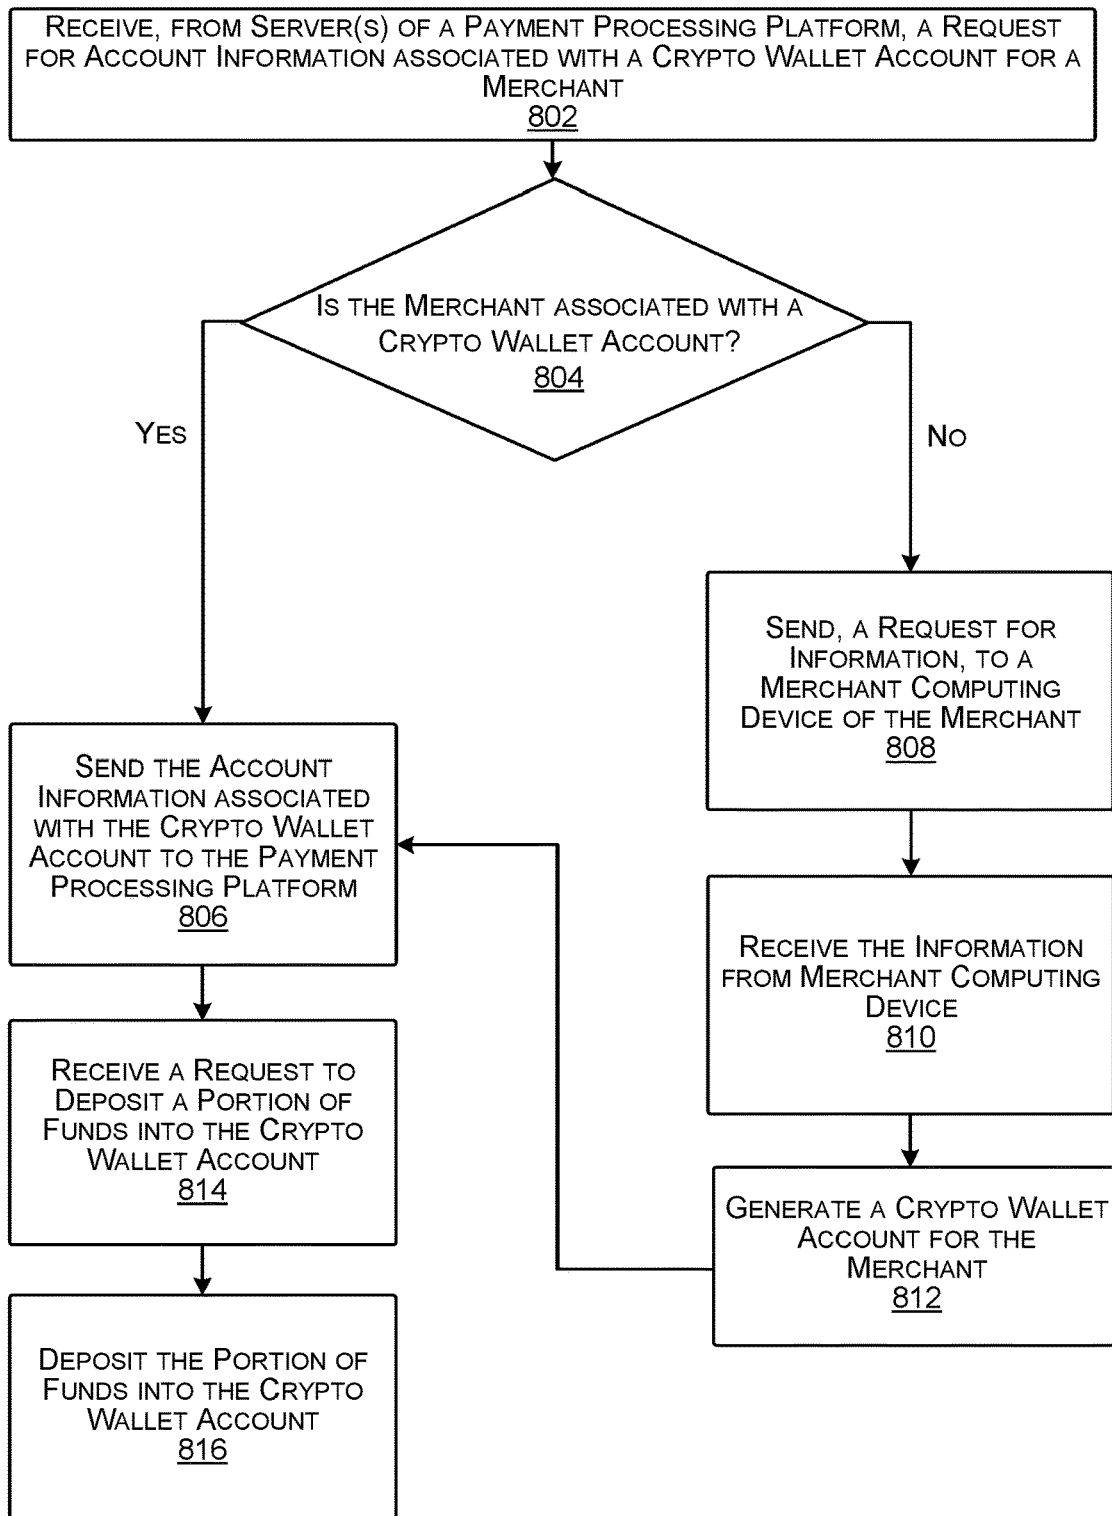 RECEIVE, FROM SERVER(S) OF A PAYMENT PROCESSING PLATFORM, A REQUEST
FOR ACCOUNT INFORMATION ASSOCIATED WITH A CRYPTO WALLET ACCOUNT FOR A
MERCHANT
802
IS THE MERCHANT ASSOCIATED WITH A
CRYPTO WALLET ACCOUNT?
804
YES
NO
SEND, A REQUEST FOR
INFORMATION, TO A
MERCHANT COMPUTING
DEVICE OF THE MERCHANT
808
SEND THE ACCOUNT
INFORMATION ASSOCIATED
WITH THE CRYPTO WALLET
ACCOUNT TO THE PAYMENT
PROCESSING PLATFORM
806
RECEIVE THE INFORMATION
FROM MERCHANT COMPUTING
DEVICE
810
RECEIVE A REQUEST TO
DEPOSIT A PORTION OF
FUNDS INTO THE CRYPTO
WALLET ACCOUNT
814
GENERATE A CRYPTO WALLET
ACCOUNT FOR THE
MERCHANT
812
DEPOSIT THE PORTION OF
FUNDS INTO THE CRYPTO
WALLET ACCOUNT
816